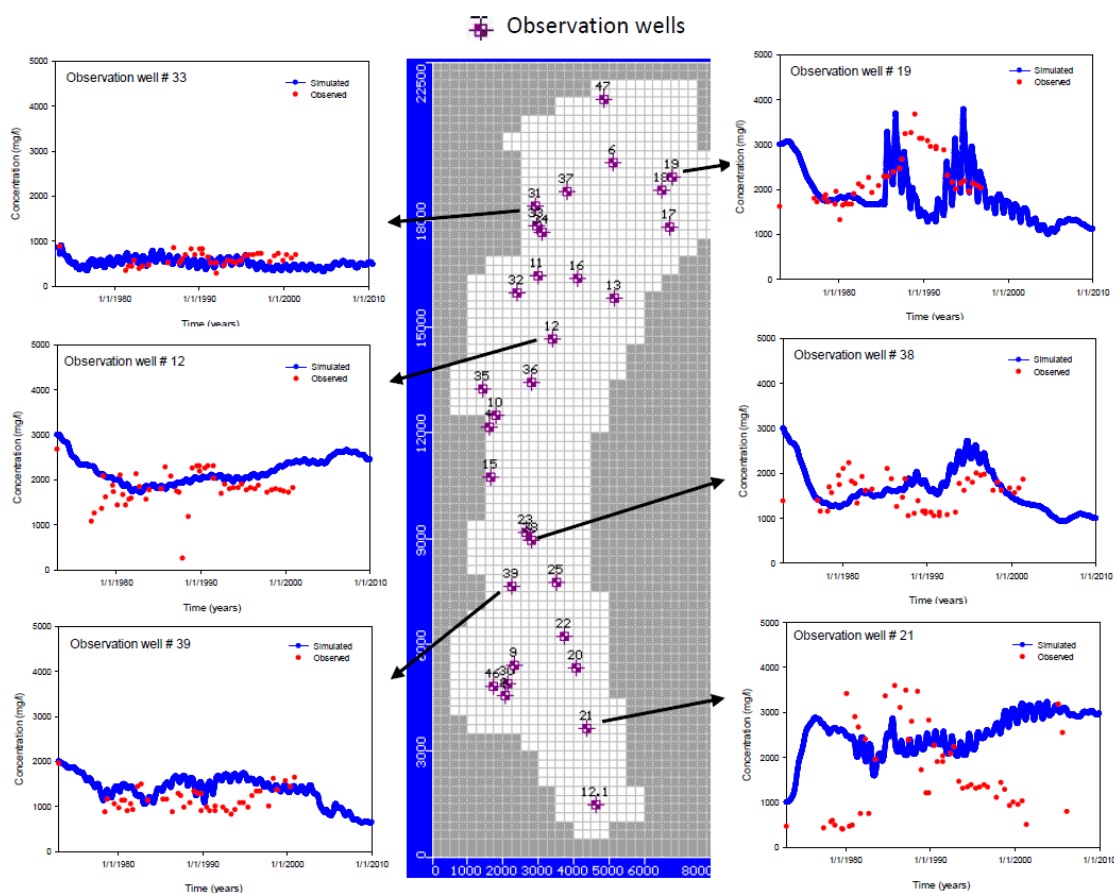 Observation wells
Observation well # 33
Simulated
Observed
Concentration (mg/l)
5000
4000
3000
2000
1000
0
1/1/1980
1/1/1990
1/1/2000
1/1/2010
Time (years)
Observation well # 12
Simulated
Observed
Concentration (mg/l)
5000
4000
3000
2000
1000
0
1/1/1980
1/1/1990
1/1/2000
1/1/2010
Time (years)
Observation well # 39
Simulated
Observed
Concentration (mg/l)
5000
4000
3000
2000
1000
0
1/1/1980
1/1/1990
1/1/2000
1/1/2010
Time (years)
22500
18000
15000
12000
9000
6000
3000
0
0 1000 2000 3000 4000 5000 6000 8000
47
6
19
18
37
31
33
17
11
16
32
13
12
36
35
10
15
23
39
25
22
9
20
46
21
12,1
Observation well # 19
Simulated
Observed
Concentration (mg/l)
5000
4000
3000
2000
1000
0
1/1/1980
1/1/1990
1/1/2000
1/1/2010
Time (years)
Observation well # 38
Simulated
Observed
Concentration (mg/l)
5000
4000
3000
2000
1000
0
1/1/1980
1/1/1990
1/1/2000
1/1/2010
Time (years)
Observation well # 21
Simulated
Observed
Concentration (mg/l)
5000
4000
3000
2000
1000
0
1/1/1980
1/1/1990
1/1/2000
1/1/2010
Time (years)